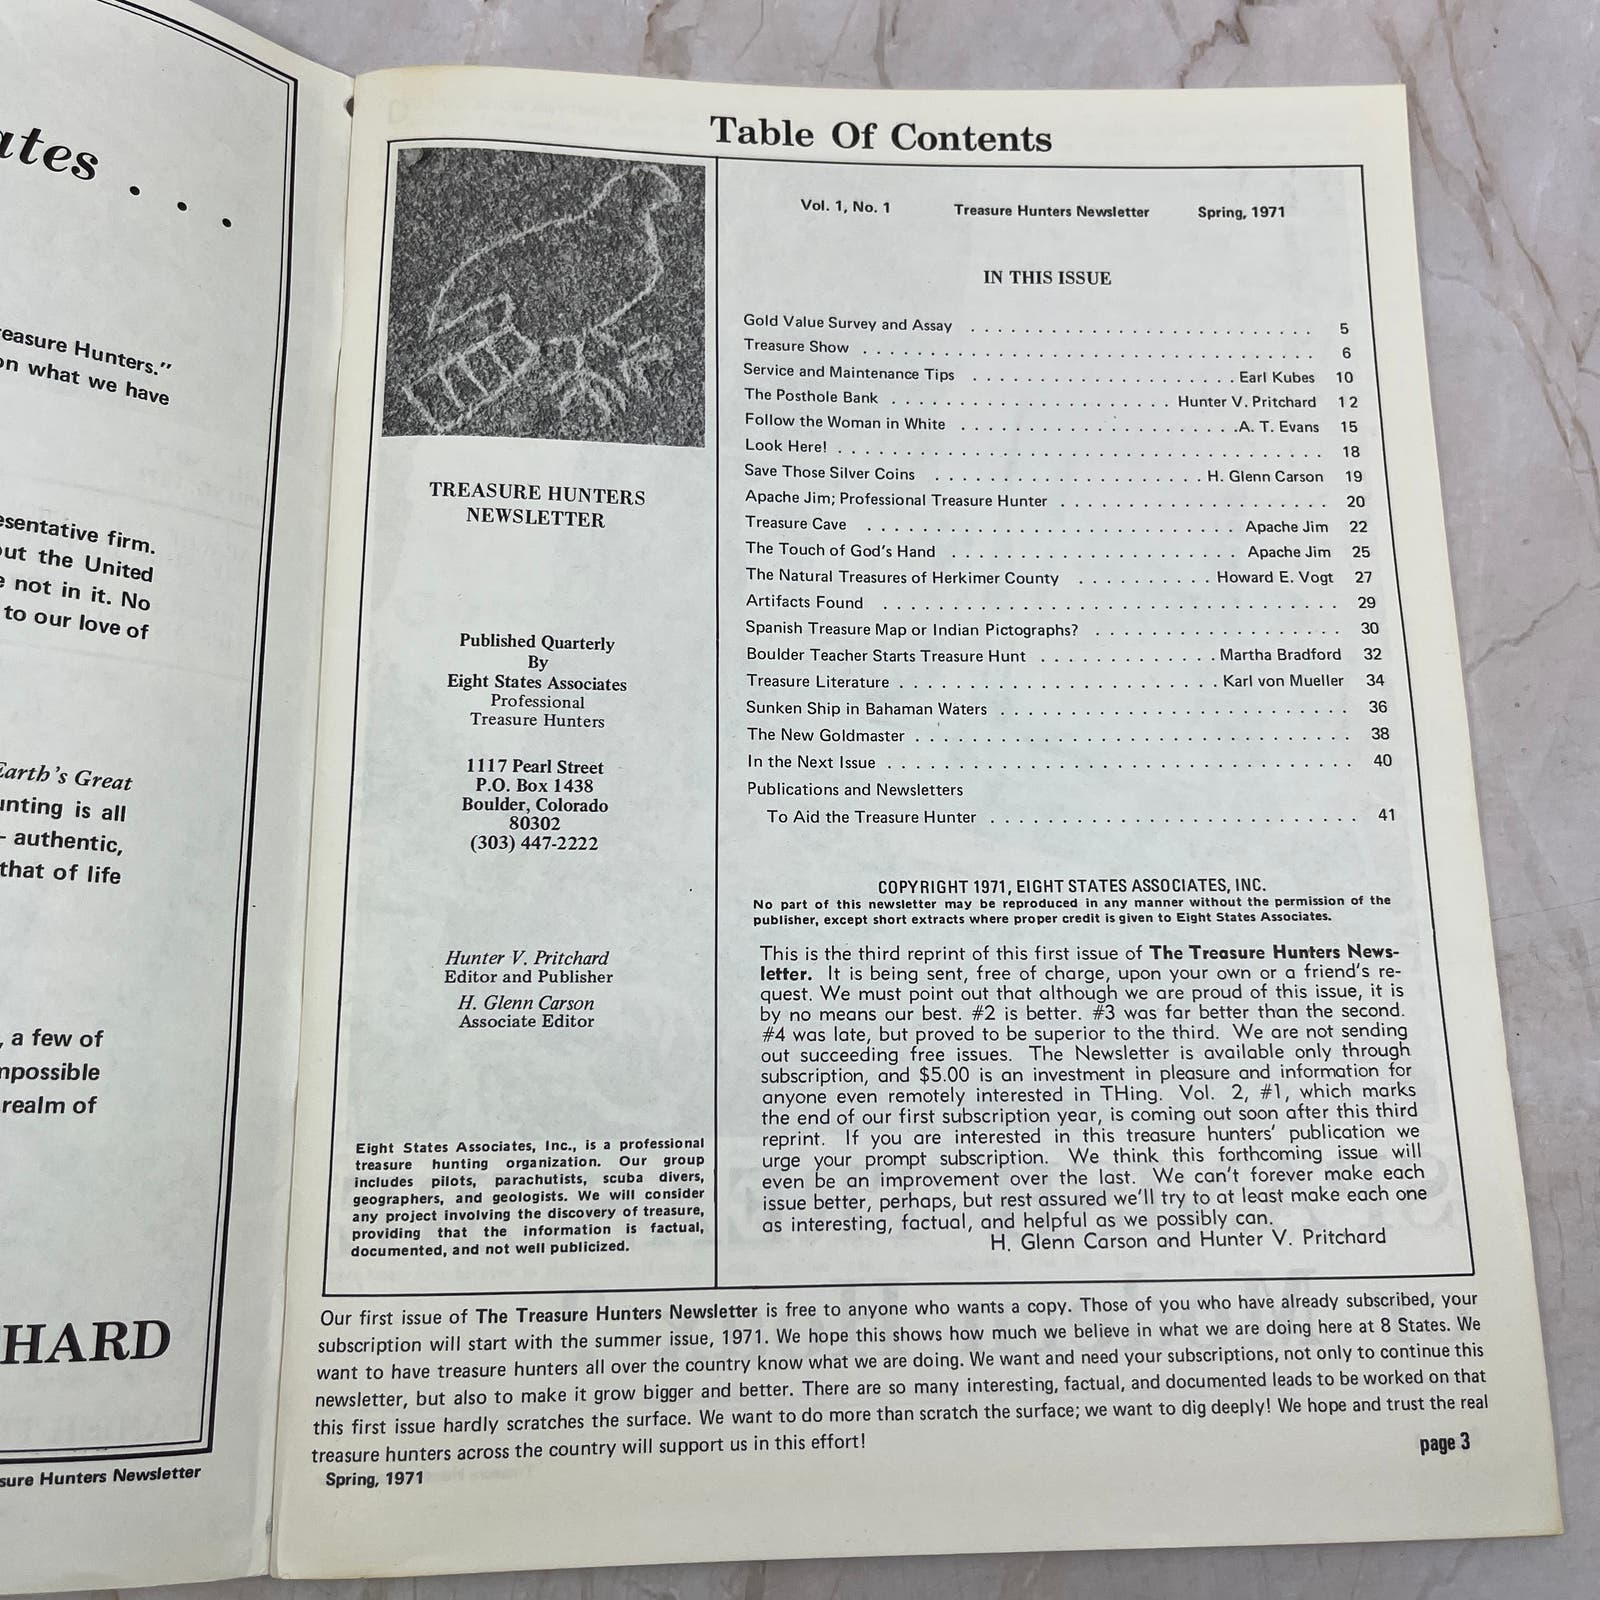 ates . . .
easure Hunters."
on what we have
esentative firm.
out the United
e not in it. No
to our love of
Earth's Great
unting is all
– authentic,
that of life
, a few of
mpossible
realm of
HARD
sure Hunters Newsletter
Table Of Contents
TREASURE HUNTERS
NEWSLETTER
Published Quarterly
By
Eight States Associates
Professional
Treasure Hunters
1117 Pearl Street
P.O. Box 1438
Boulder, Colorado
80302
(303) 447-2222
Hunter V. Pritchard
Editor and Publisher
H. Glenn Carson
Associate Editor
Eight States Associates, Inc., is a professional
treasure hunting organization. Our group
includes pilots, parachutists, scuba divers,
geographers, and geologists. We will consider
any project involving the discovery of treasure,
providing that the information is factual,
documented, and not well publicized.
Vol. 1, No. 1 Treasure Hunters Newsletter Spring, 1971
IN THIS ISSUE
Gold Value Survey and Assay . . . . . . . . . . 5
Treasure Show . . . . . . . . . . 6
Service and Maintenance Tips . . . . . . . . . . Earl Kubes 10
The Posthole Bank . . . . . . . . . . Hunter V. Pritchard 12
Follow the Woman in White . . . . . . . . . . A. T. Evans 15
Look Here! . . . . . . . . . . 18
Save Those Silver Coins . . . . . . . . . . H. Glenn Carson 19
Apache Jim; Professional Treasure Hunter . . . . . . . . . . 20
Treasure Cave . . . . . . . . . . Apache Jim 22
The Touch of God's Hand . . . . . . . . . . Apache Jim 25
The Natural Treasures of Herkimer County . . . . . . . . . . Howard E. Vogt 27
Artifacts Found . . . . . . . . . . 29
Spanish Treasure Map or Indian Pictographs? . . . . . . . . . . 30
Boulder Teacher Starts Treasure Hunt . . . . . . . . . . Martha Bradford 32
Treasure Literature . . . . . . . . . . Karl von Mueller 34
Sunken Ship in Bahaman Waters . . . . . . . . . . 36
The New Goldmaster . . . . . . . . . . 38
In the Next Issue . . . . . . . . . . 40
Publications and Newsletters
To Aid the Treasure Hunter . . . . . . . . . . 41
COPYRIGHT 1971, EIGHT STATES ASSOCIATES, INC.
No part of this newsletter may be reproduced in any manner without the permission of the
publisher, except short extracts where proper credit is given to Eight States Associates.
This is the third reprint of this first issue of The Treasure Hunters News-
letter. It is being sent, free of charge, upon your own or a friend's re-
quest. We must point out that although we are proud of this issue, it is
by no means our best. #2 is better. #3 was far better than the second.
#4 was late, but proved to be superior to the third. We are not sending
out succeeding free issues. The Newsletter is available only through
subscription, and $5.00 is an investment in pleasure and information for
anyone even remotely interested in THing. Vol. 2, #1, which marks
the end of our first subscription year, is coming out soon after this third
reprint. If you are interested in this treasure hunters' publication we
urge your prompt subscription. We think this forthcoming issue will
even be an improvement over the last. We can't forever make each
issue better, perhaps, but rest assured we'll try to at least make each one
as interesting, factual, and helpful as we possibly can.
H. Glenn Carson and Hunter V. Pritchard
Our first issue of The Treasure Hunters Newsletter is free to anyone who wants a copy. Those of you who have already subscribed, your
subscription will start with the summer issue, 1971. We hope this shows how much we believe in what we are doing here at 8 States. We
want to have treasure hunters all over the country know what we are doing. We want and need your subscriptions, not only to continue this
newsletter, but also to make it grow bigger and better. There are so many interesting, factual, and documented leads to be worked on that
this first issue hardly scratches the surface. We want to do more than scratch the surface; we want to dig deeply! We hope and trust the real
treasure hunters across the country will support us in this effort!
Spring, 1971
page 3